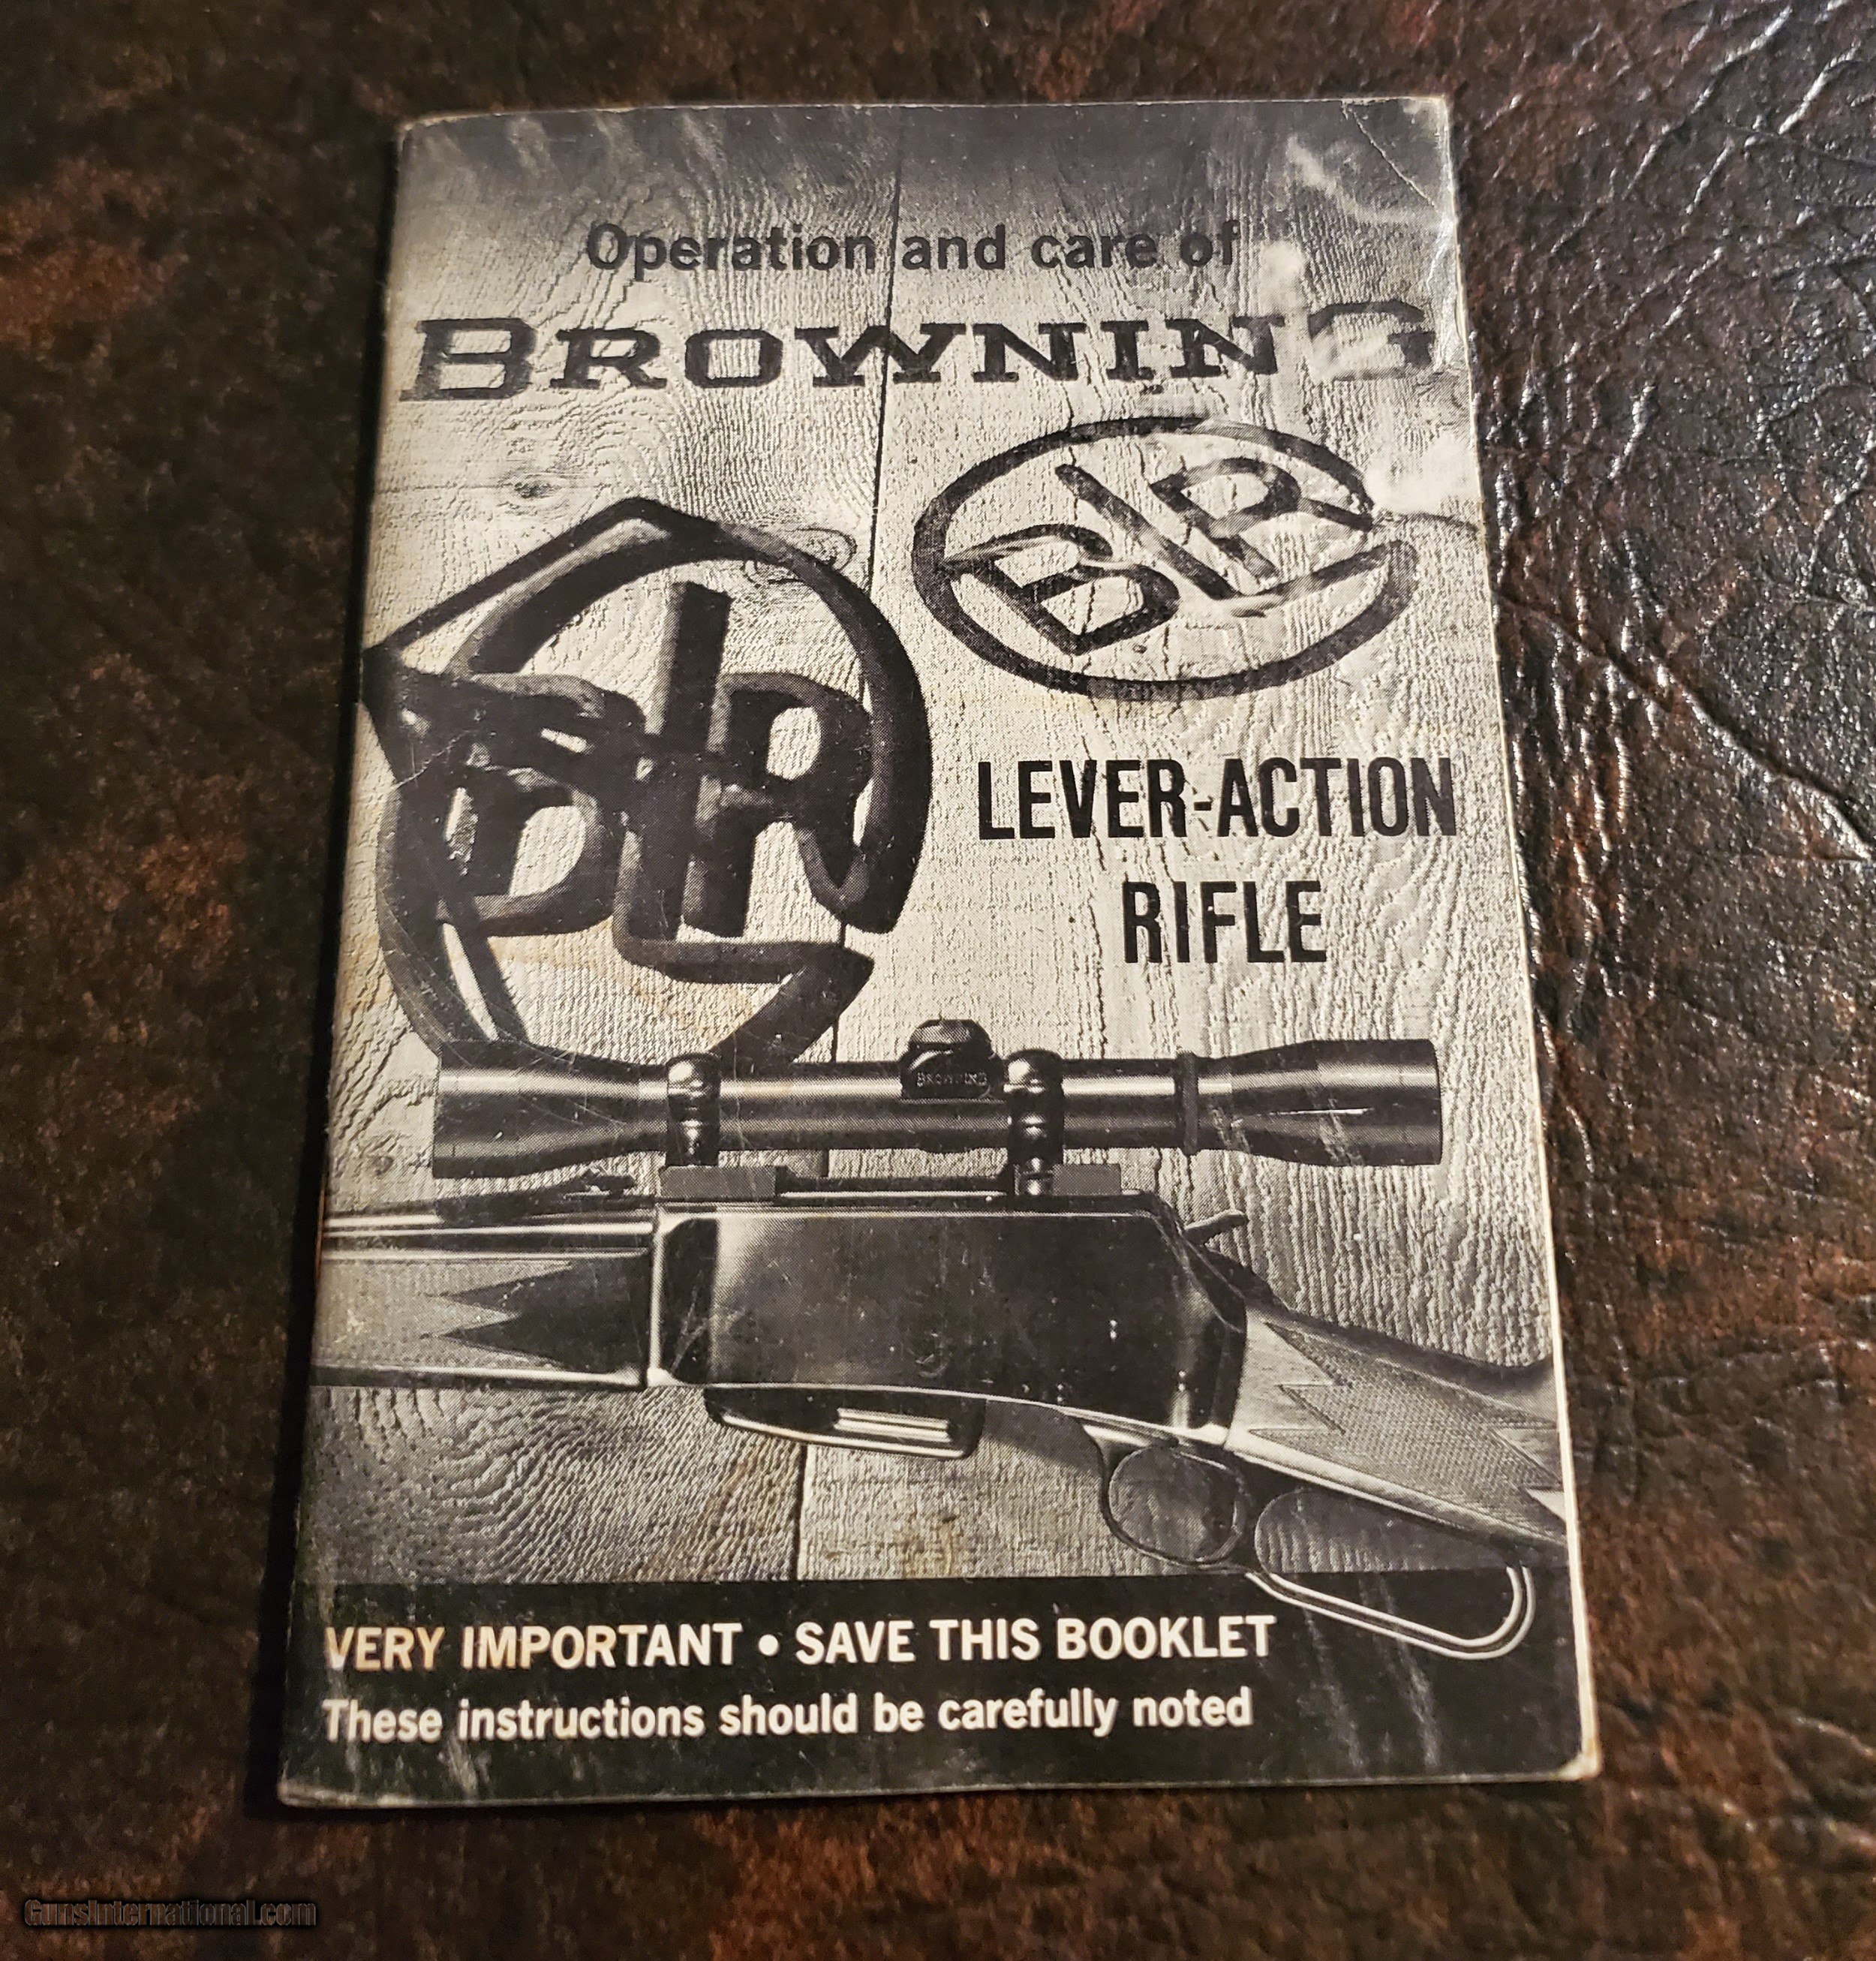 Operation and care of
BROWNING
BLR
BLR
LEVER-ACTION
RIFLE
BROWNING
VERY IMPORTANT • SAVE THIS BOOKLET
These instructions should be carefully noted
GunsInternational.com